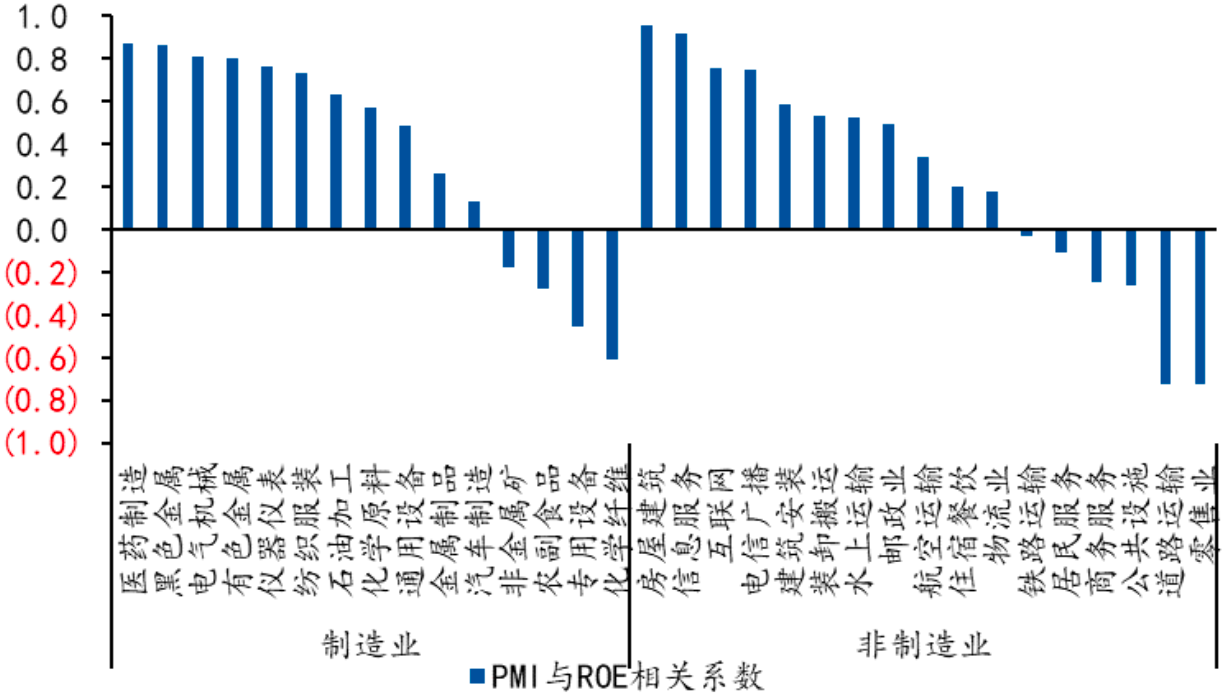 1.0
0.8
0.6
0.4
0.2
0.0
(0.2)
(0.4)
(0.6)
(0.8)
(1.0)
医药制造
黑色金属
电气机械
有色金属
仪器仪表
纺织服装
石油加工
化学原料
通用设备
金属制品
汽车制造
非金属矿
农副食品
专用设备
化学纤维
房屋建筑
信息服务
互联网
电信广播
建筑安装
装卸搬运
水上运输
邮政业
航空运输
住宿餐饮
物流业
铁路运输
居民服务
商务服务
公共设施
道路运输
零售业
制造业
非制造业
PMI与ROE相关系数